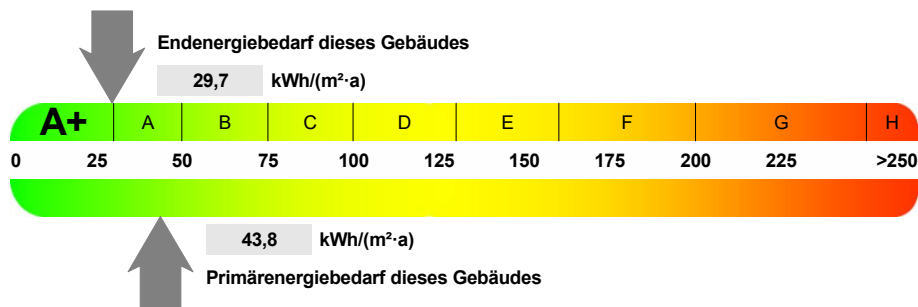 Endenergiebedarf dieses Gebäudes
29,7 kWh/(m²·a)
A+ A B C D E F G H
0 25 50 75 100 125 150 175 200 225 >250
43,8 kWh/(m²·a)
Primärenergiebedarf dieses Gebäudes